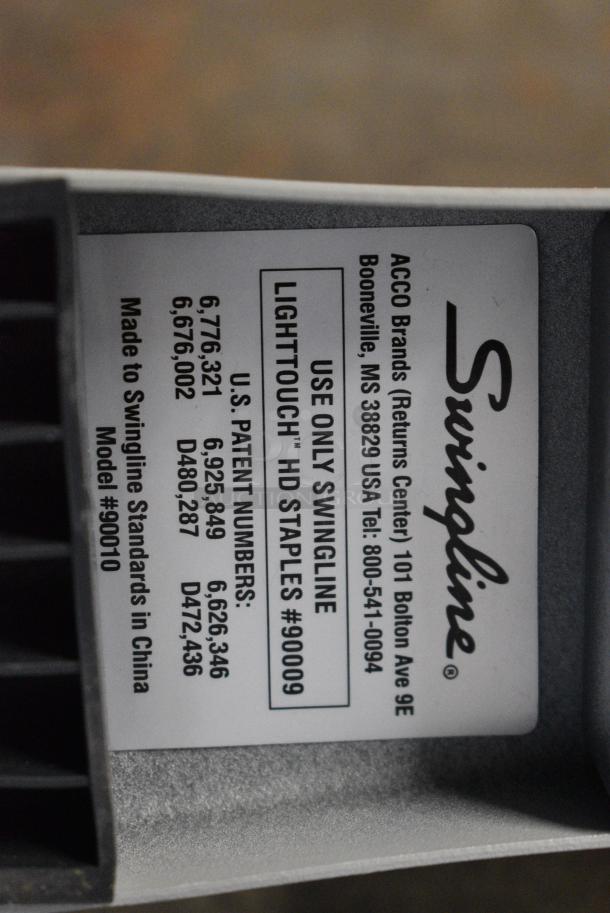 Swingline®
ACCO Brands (Returns Center) 101 Bolton Ave 9E
Booneville, MS 38829 USA Tel: 800-541-0094
USE ONLY SWINGLINE
LIGHTTOUCH™ HD STAPLES #90009
U.S. PATENT NUMBERS:
6,776,321 6,925,849 6,626,346
6,676,002 D480,287 D472,436
Made to Swingline Standards in China
Model #90010